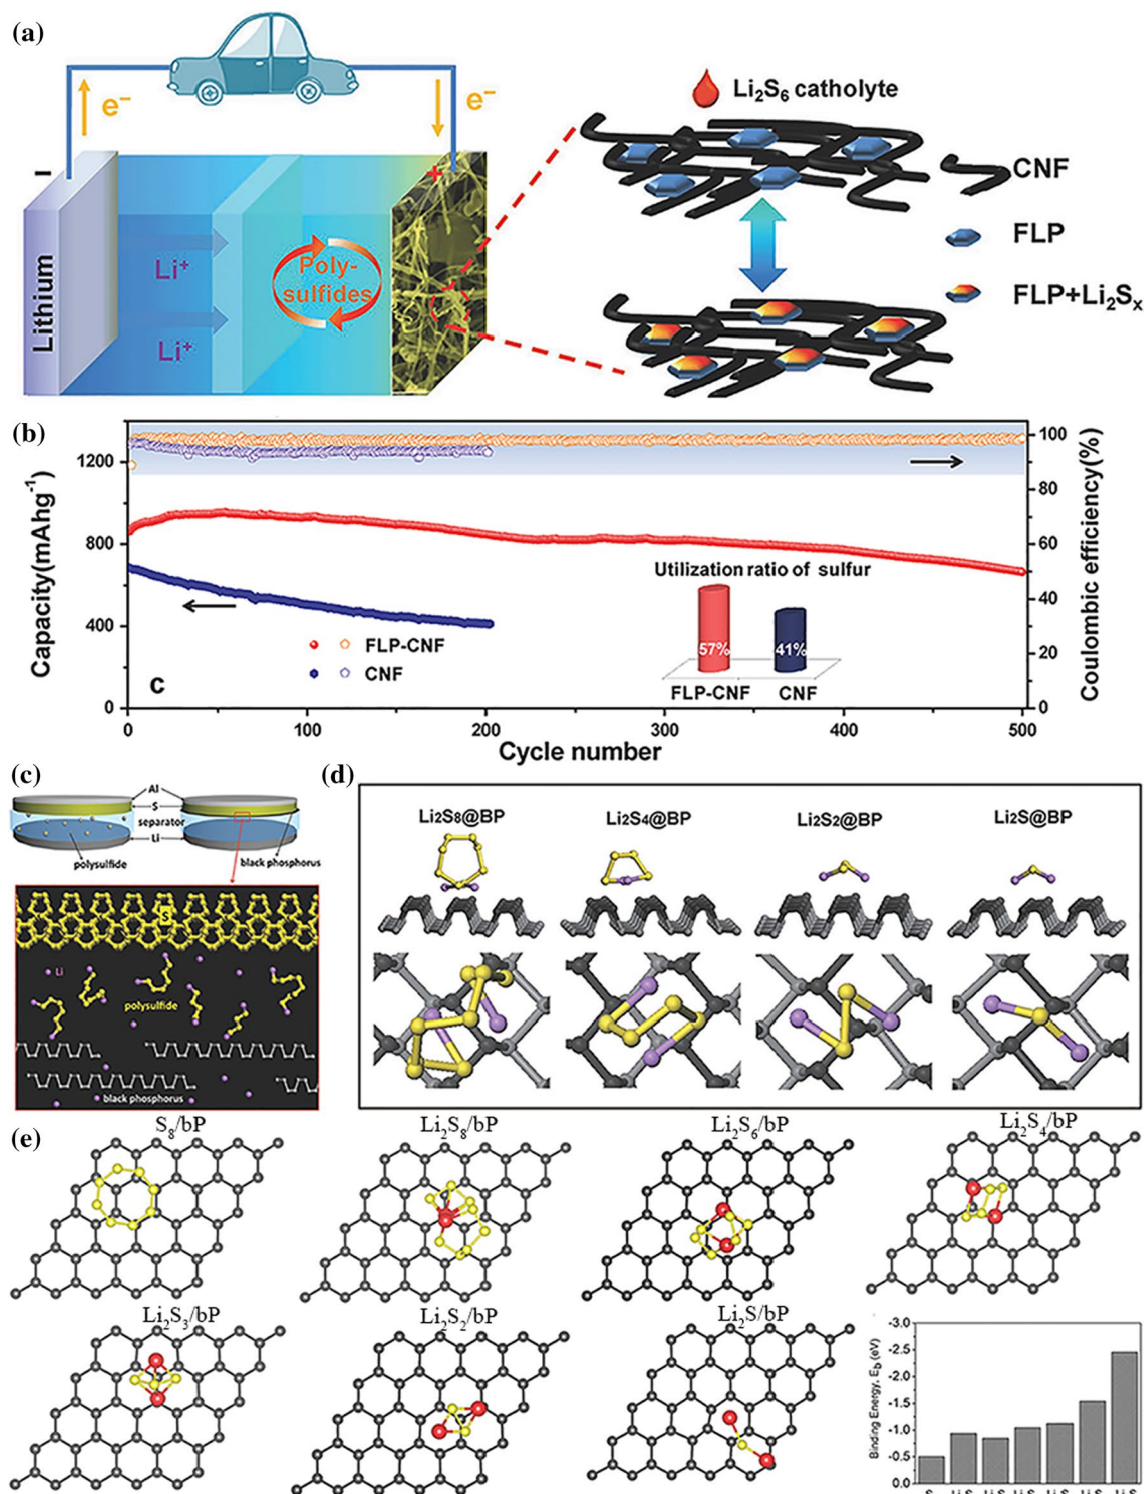 (a)
e⁻
e⁻
−
+
Lithium
Li⁺
Li⁺
Poly-
sulfides
Li₂S₆ catholyte
CNF
FLP
FLP+Li₂Sₓ
(b)
Capacity(mAhg⁻¹)
1200
800
400
0
100
80
60
40
20
0
Coulombic efficiency(%)
FLP-CNF
CNF
c
Utilization ratio of sulfur
57%
41%
FLP-CNF
CNF
0
100
200
300
400
500
Cycle number
(c)
Al
S
separator
Li
polysulfide
black phosphorus
S
Li
polysulfide
black phosphorus
(d)
Li₂S₈@BP
Li₂S₄@BP
Li₂S₂@BP
Li₂S@BP
(e)
S₈/bP
Li₂S₈/bP
Li₂S₆/bP
Li₂S₄/bP
Li₂S₃/bP
Li₂S₂/bP
Li₂S/bP
Binding Energy, E_b (eV)
-3.0
-2.5
-2.0
-1.5
-1.0
-0.5
-0.0